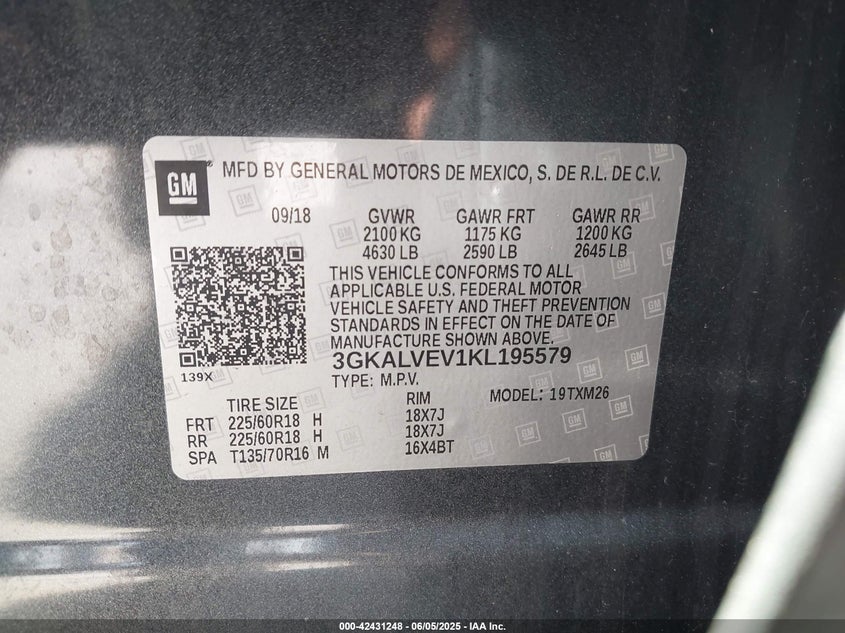 GM
MFD BY GENERAL MOTORS DE MEXICO, S. DE R.L. DE C.V.
09/18 GVWR GAWR FRT GAWR RR
2100 KG 1175 KG 1200 KG
4630 LB 2590 LB 2645 LB
THIS VEHICLE CONFORMS TO ALL
APPLICABLE U.S. FEDERAL MOTOR
VEHICLE SAFETY AND THEFT PREVENTION
STANDARDS IN EFFECT ON THE DATE OF
MANUFACTURE SHOWN ABOVE.
139X
3GKALVEV1KL195579
TYPE: M.P.V.
TIRE SIZE RIM MODEL: 19TXM26
FRT 225/60R18 H 18X7J
RR 225/60R18 H 18X7J
SPA T135/70R16 M 16X4BT
000-42431248 - 06/05/2025 - IAA Inc.